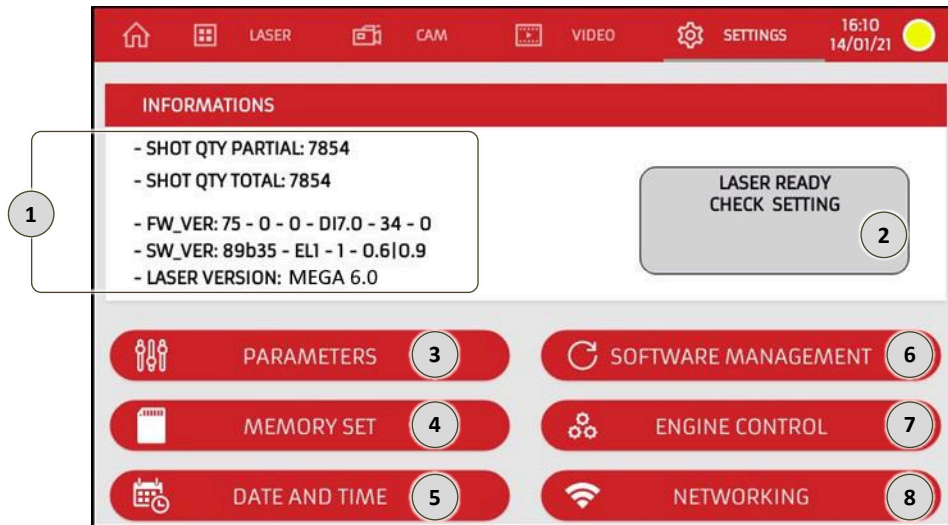 LASER CAM VIDEO SETTINGS 16:10
14/01/21
INFORMATIONS
- SHOT QTY PARTIAL: 7854
- SHOT QTY TOTAL: 7854
- FW_VER: 75 - 0 - 0 - DI7.0 - 34 - 0
- SW_VER: 89b35 - EL1 - 1 - 0.6|0.9
- LASER VERSION: MEGA 6.0
1
LASER READY
CHECK SETTING
2
PARAMETERS 3
SOFTWARE MANAGEMENT 6
MEMORY SET 4
ENGINE CONTROL 7
DATE AND TIME 5
NETWORKING 8